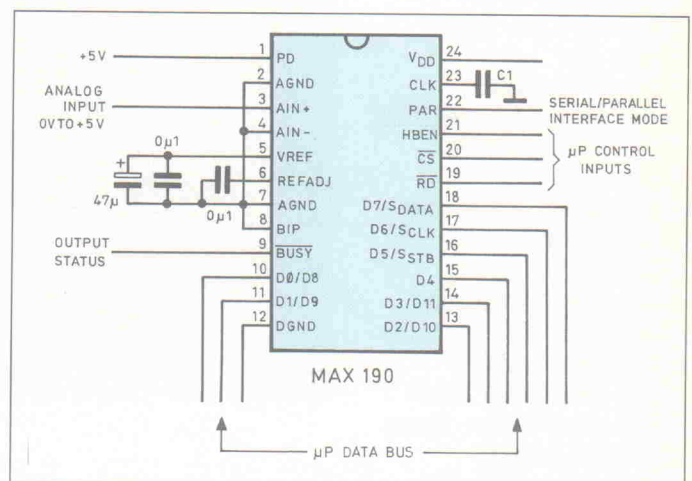 +5V
ANALOG
INPUT
0V TO +5V
+
47µ
0µ1
0µ1
OUTPUT
STATUS
1 PD
2 AGND
3 AIN+
4 AIN-
5 VREF
6 REFADJ
7 AGND
8 BIP
9 BUSY
10 D0/D8
11 D1/D9
12 DGND
VDD 24
CLK 23
C1
PAR 22
HBEN 21
CS 20
RD 19
D7/SDATA 18
D6/SCLK 17
D5/SSTB 16
D4 15
D3/D11 14
D2/D10 13
SERIAL/PARALLEL
INTERFACE MODE
µP CONTROL
INPUTS
MAX 190
µP DATA BUS